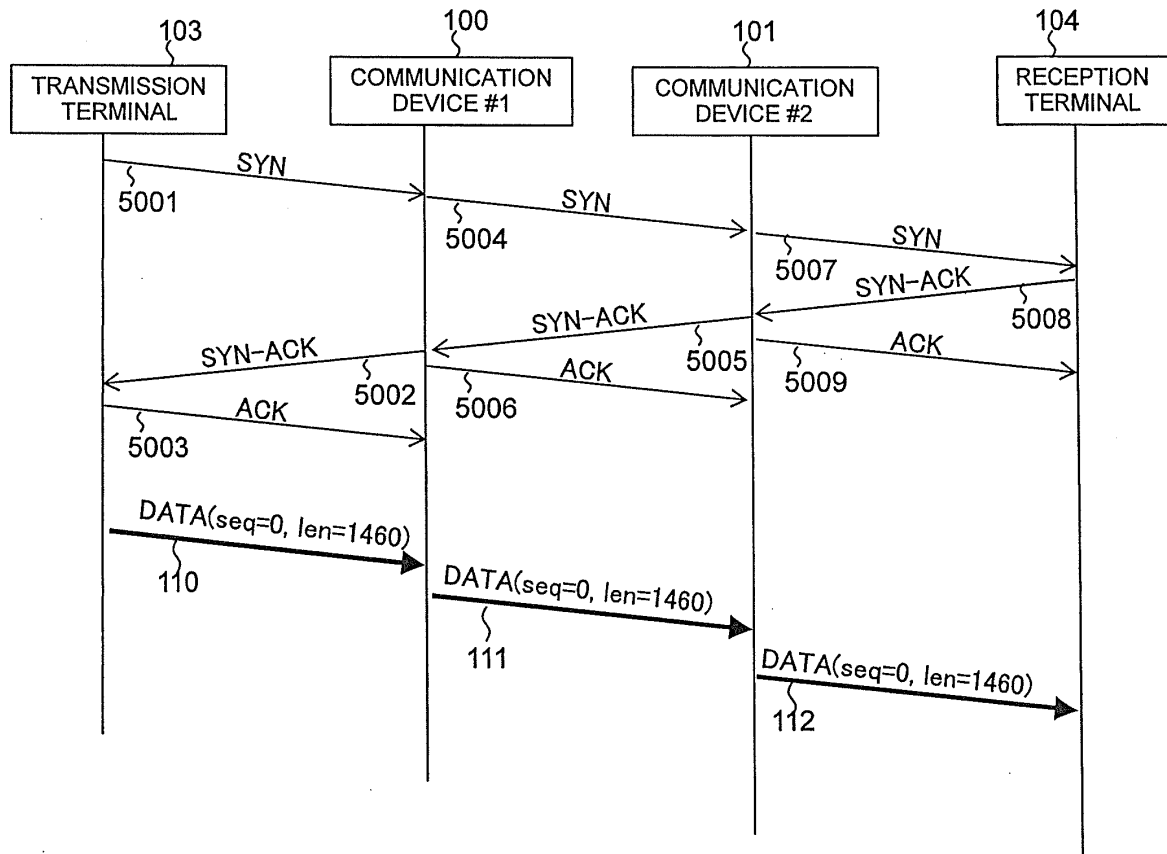 103
100
101
104
TRANSMISSION
TERMINAL
COMMUNICATION
DEVICE #1
COMMUNICATION
DEVICE #2
RECEPTION
TERMINAL
SYN
5001
SYN
5004
SYN
5007
SYN-ACK
5008
SYN-ACK
5005
ACK
5009
SYN-ACK
5002
ACK
5006
ACK
5003
DATA(seq=0, len=1460)
110
DATA(seq=0, len=1460)
111
DATA(seq=0, len=1460)
112